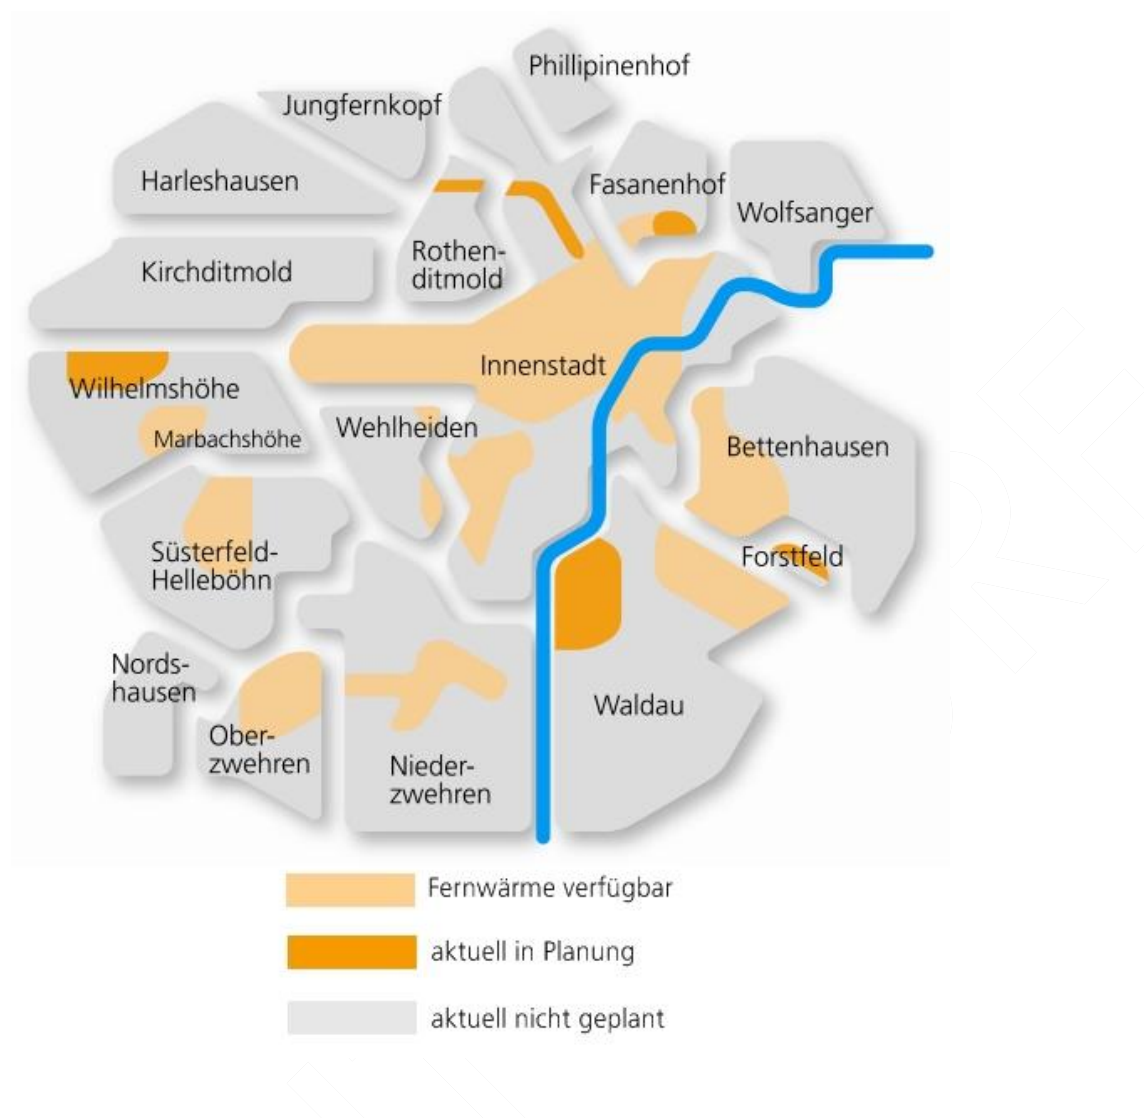 Phillipinenhof
Jungfernkopf
Harleshausen
Fasanenhof
Wolfsanger
Rothen-
ditmold
Kirchditmold
Innenstadt
Wilhelmshöhe
Marbachshöhe
Wehlheiden
Bettenhausen
Süsterfeld-
Helleböhn
Forstfeld
Nords-
hausen
Ober-
zwehren
Nieder-
zwehren
Waldau
Fernwärme verfügbar
aktuell in Planung
aktuell nicht geplant